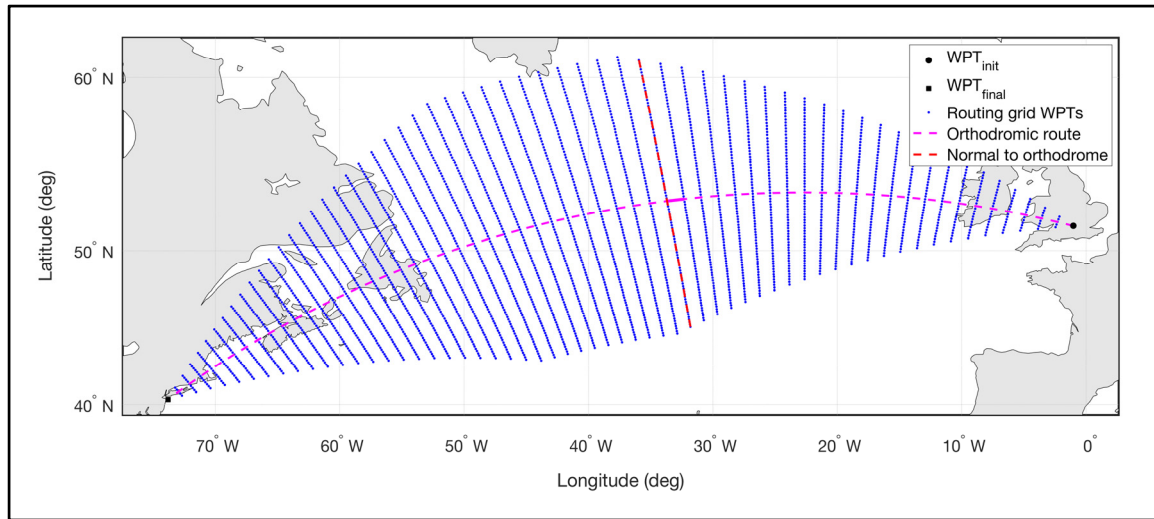 60° N
50° N
40° N
Latitude (deg)
70° W
60° W
50° W
40° W
30° W
20° W
10° W
0°
Longitude (deg)
WPT_init
WPT_final
Routing grid WPTs
Orthodromic route
Normal to orthodrome